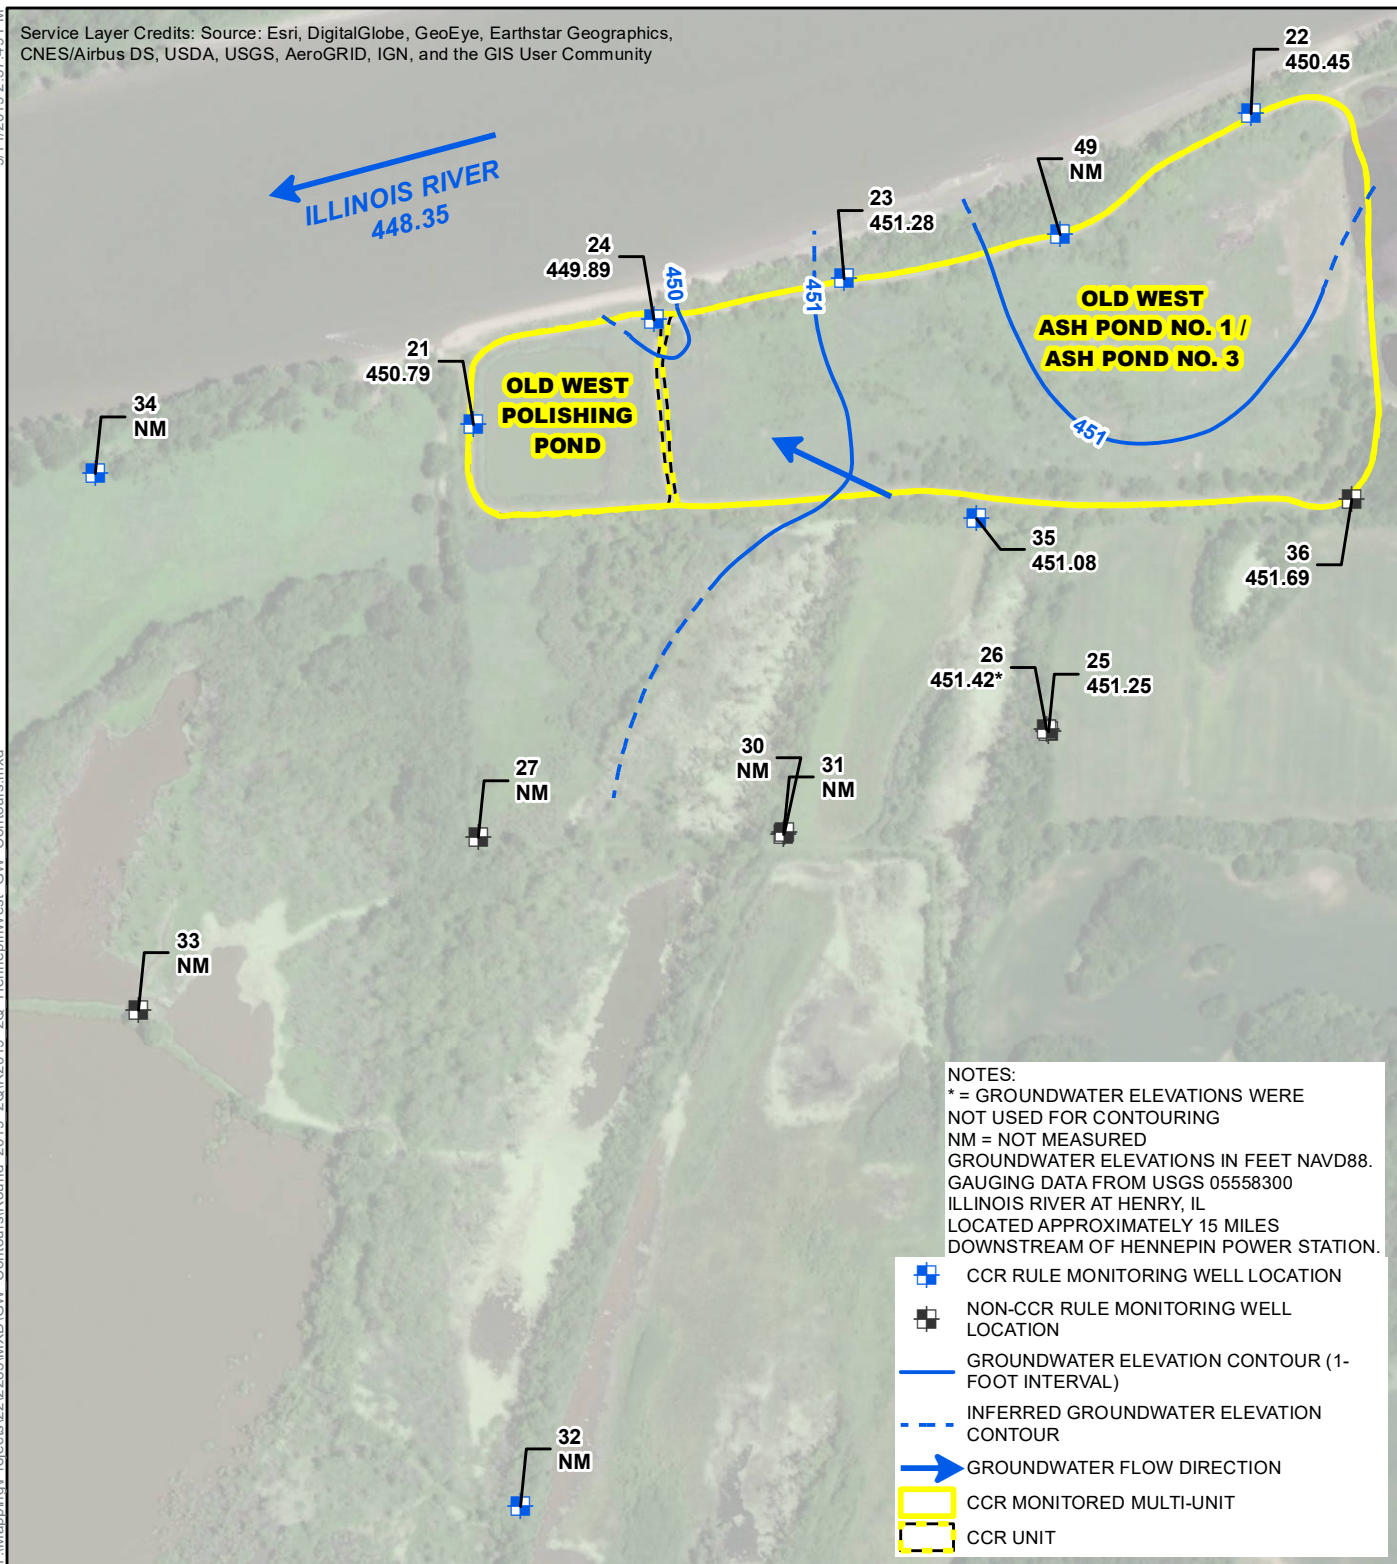 Service Layer Credits: Source: Esri, DigitalGlobe, GeoEye, Earthstar Geographics,
CNES/Airbus DS, USDA, USGS, AeroGRID, IGN, and the GIS User Community
22
450.45
49
NM
ILLINOIS RIVER
448.35
23
451.28
24
449.89
450
451
OLD WEST
ASH POND NO. 1 /
ASH POND NO. 3
21
450.79
OLD WEST
POLISHING
POND
34
NM
451
35
451.08
36
451.69
26
451.42*
25
451.25
30
NM
31
NM
27
NM
33
NM
32
NM
NOTES:
* = GROUNDWATER ELEVATIONS WERE
NOT USED FOR CONTOURING
NM = NOT MEASURED
GROUNDWATER ELEVATIONS IN FEET NAVD88.
GAUGING DATA FROM USGS 05558300
ILLINOIS RIVER AT HENRY, IL
LOCATED APPROXIMATELY 15 MILES
DOWNSTREAM OF HENNEPIN POWER STATION.
CCR RULE MONITORING WELL LOCATION
NON-CCR RULE MONITORING WELL
LOCATION
GROUNDWATER ELEVATION CONTOUR (1-
FOOT INTERVAL)
INFERRED GROUNDWATER ELEVATION
CONTOUR
GROUNDWATER FLOW DIRECTION
CCR MONITORED MULTI-UNIT
CCR UNIT